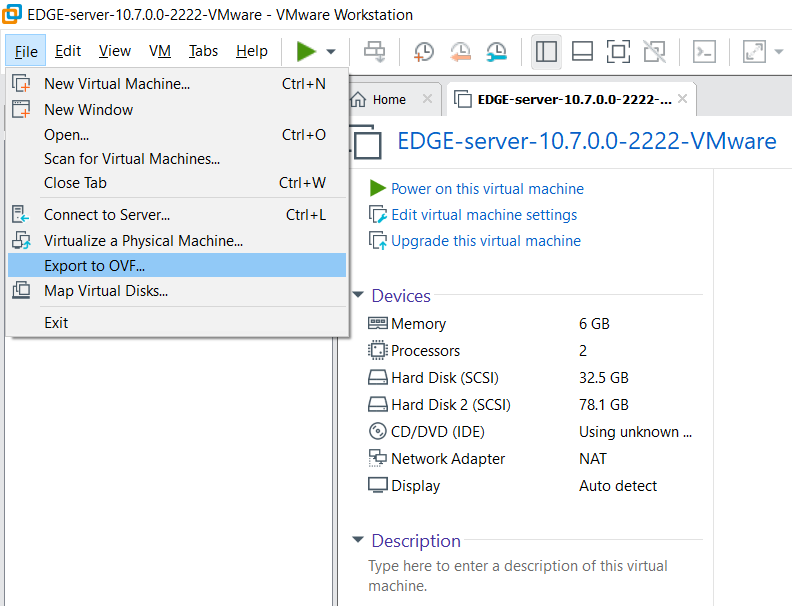 EDGE-server-10.7.0.0-2222-VMware - VMware Workstation
File Edit View VM Tabs Help
New Virtual Machine... Ctrl+N
New Window
Open... Ctrl+O
Scan for Virtual Machines...
Close Tab Ctrl+W
Connect to Server... Ctrl+L
Virtualize a Physical Machine...
Export to OVF...
Map Virtual Disks...
Exit
Home
EDGE-server-10.7.0.0-2222-...
EDGE-server-10.7.0.0-2222-VMware
Power on this virtual machine
Edit virtual machine settings
Upgrade this virtual machine
Devices
Memory 6 GB
Processors 2
Hard Disk (SCSI) 32.5 GB
Hard Disk 2 (SCSI) 78.1 GB
CD/DVD (IDE) Using unknown ...
Network Adapter NAT
Display Auto detect
Description
Type here to enter a description of this virtual
machine.